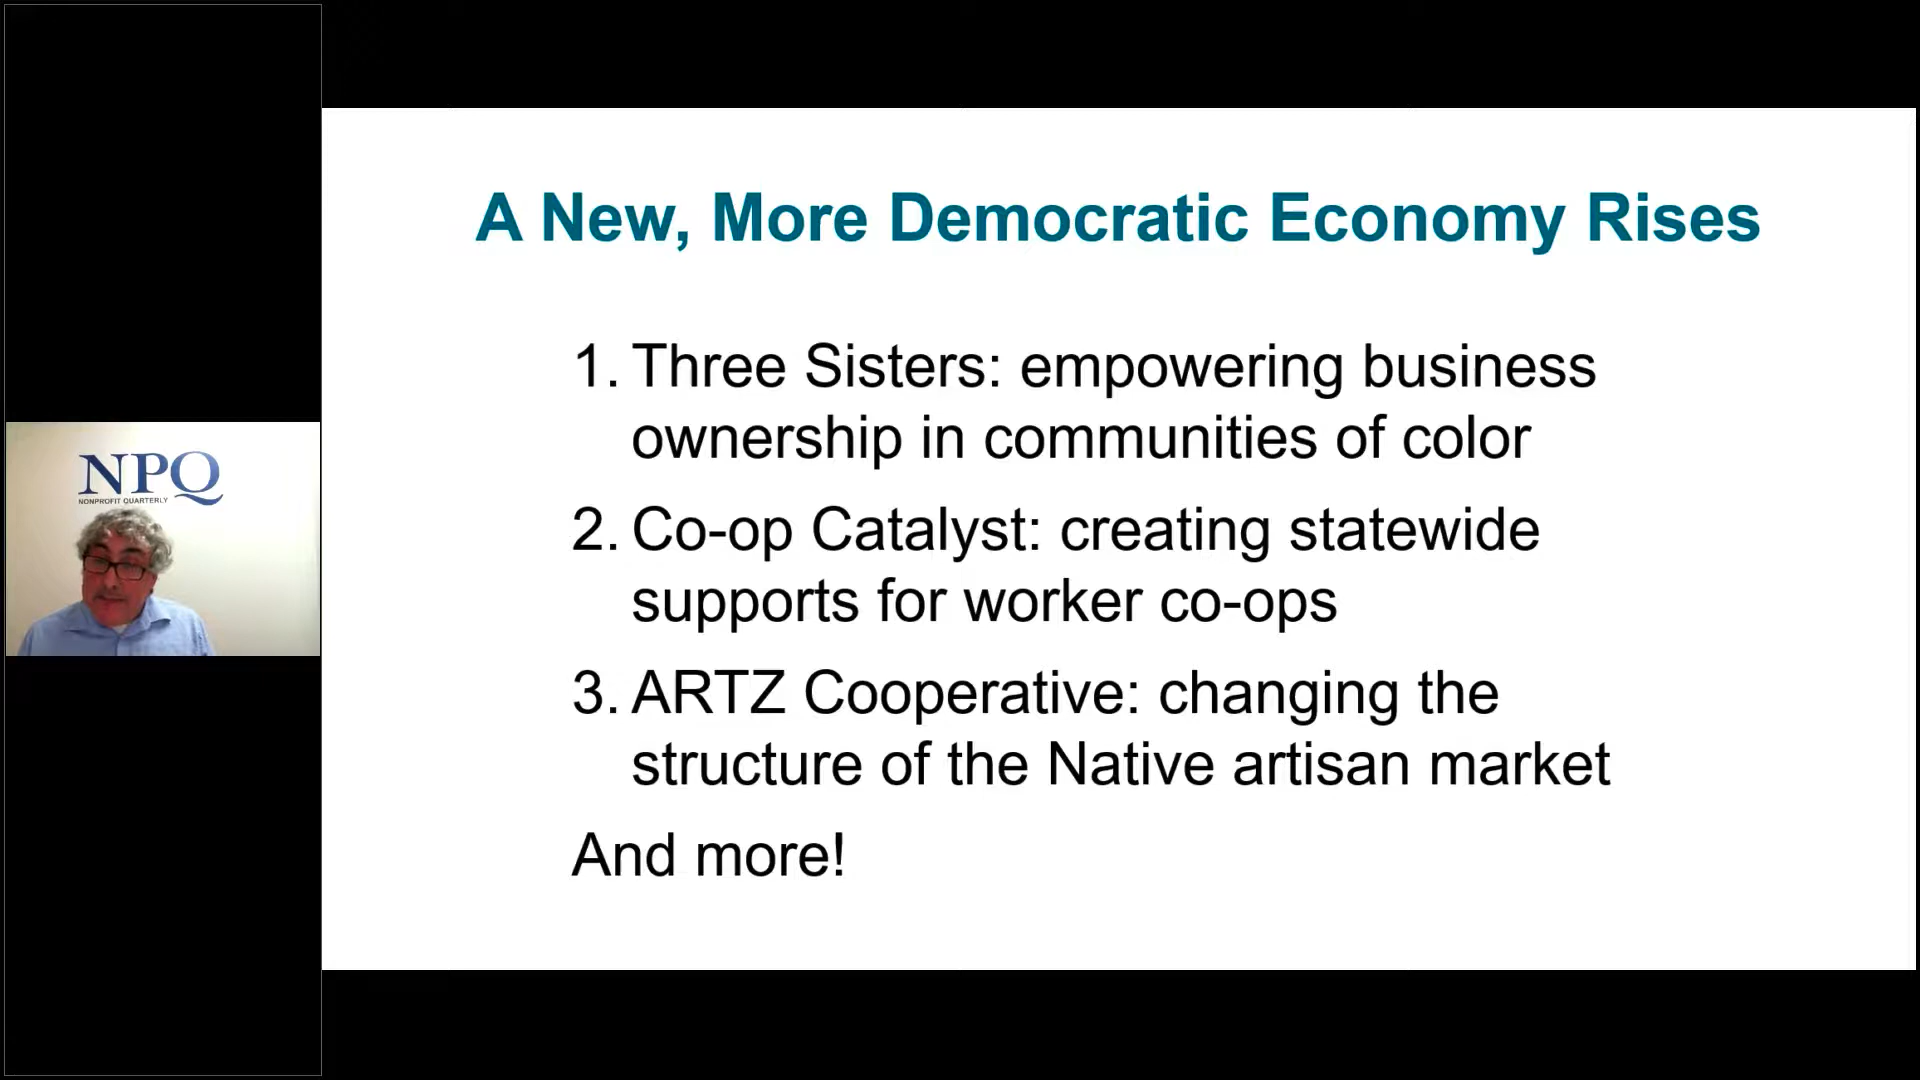 NPQ
NONPROFIT QUARTERLY
A New, More Democratic Economy Rises
1. Three Sisters: empowering business
ownership in communities of color
2. Co-op Catalyst: creating statewide
supports for worker co-ops
3. ARTZ Cooperative: changing the
structure of the Native artisan market
And more!